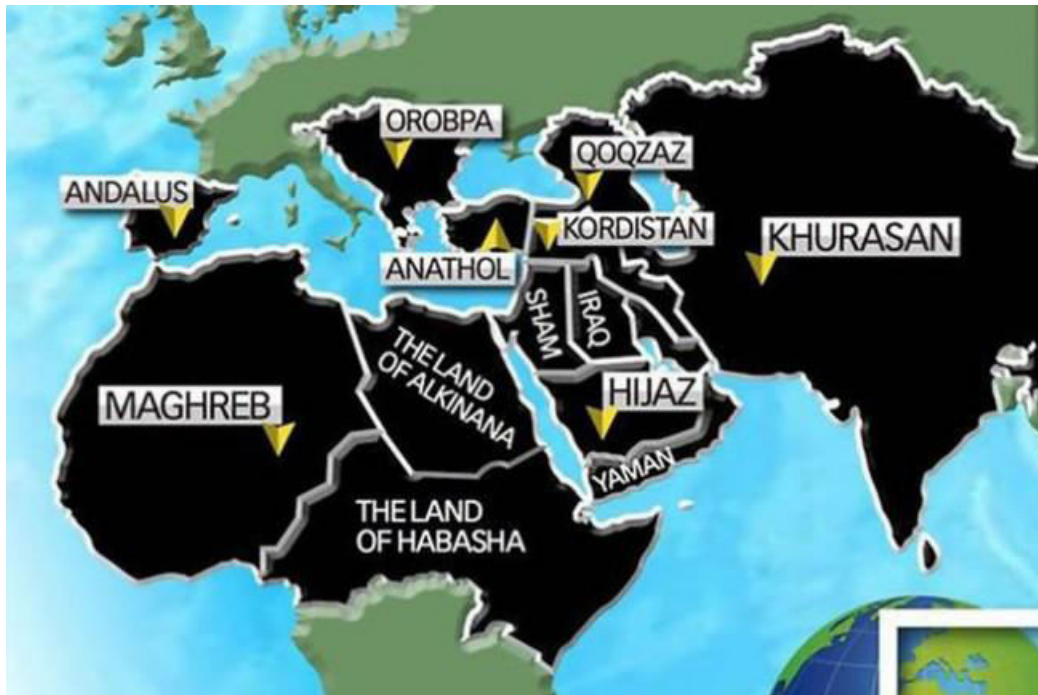 OROBPA
QOQZAZ
ANDALUS
KORDISTAN
KHURASAN
ANATHOL
SHAM
IRAQ
THE LAND
OF ALKINANA
HIJAZ
MAGHREB
YAMAN
THE LAND
OF HABASHA